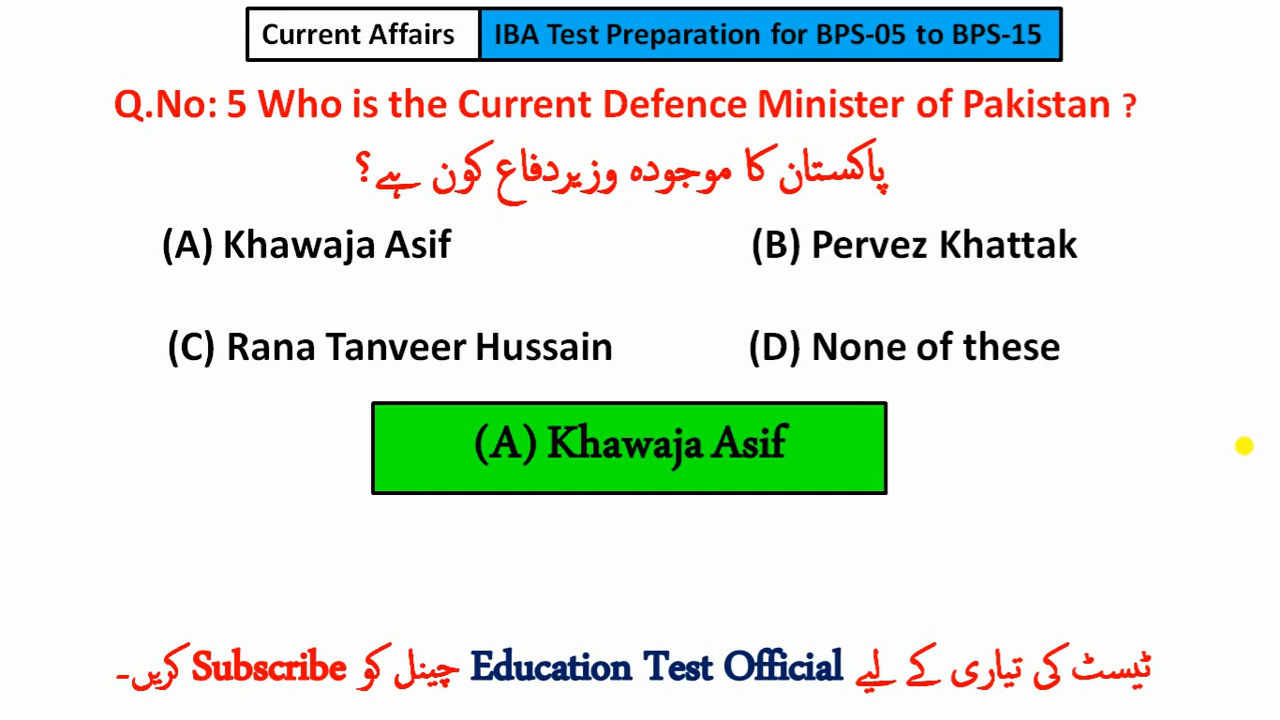 Current Affairs IBA Test Preparation for BPS-05 to BPS-15
Q.No: 5 Who is the Current Defence Minister of Pakistan ?
پاکستان کا موجودہ وزیردفاع کون ہے؟
(A) Khawaja Asif (B) Pervez Khattak
(C) Rana Tanveer Hussain (D) None of these
(A) Khawaja Asif
ٹیسٹ کی تیاری کے لیے Education Test Official چینل کو Subscribe کریں۔